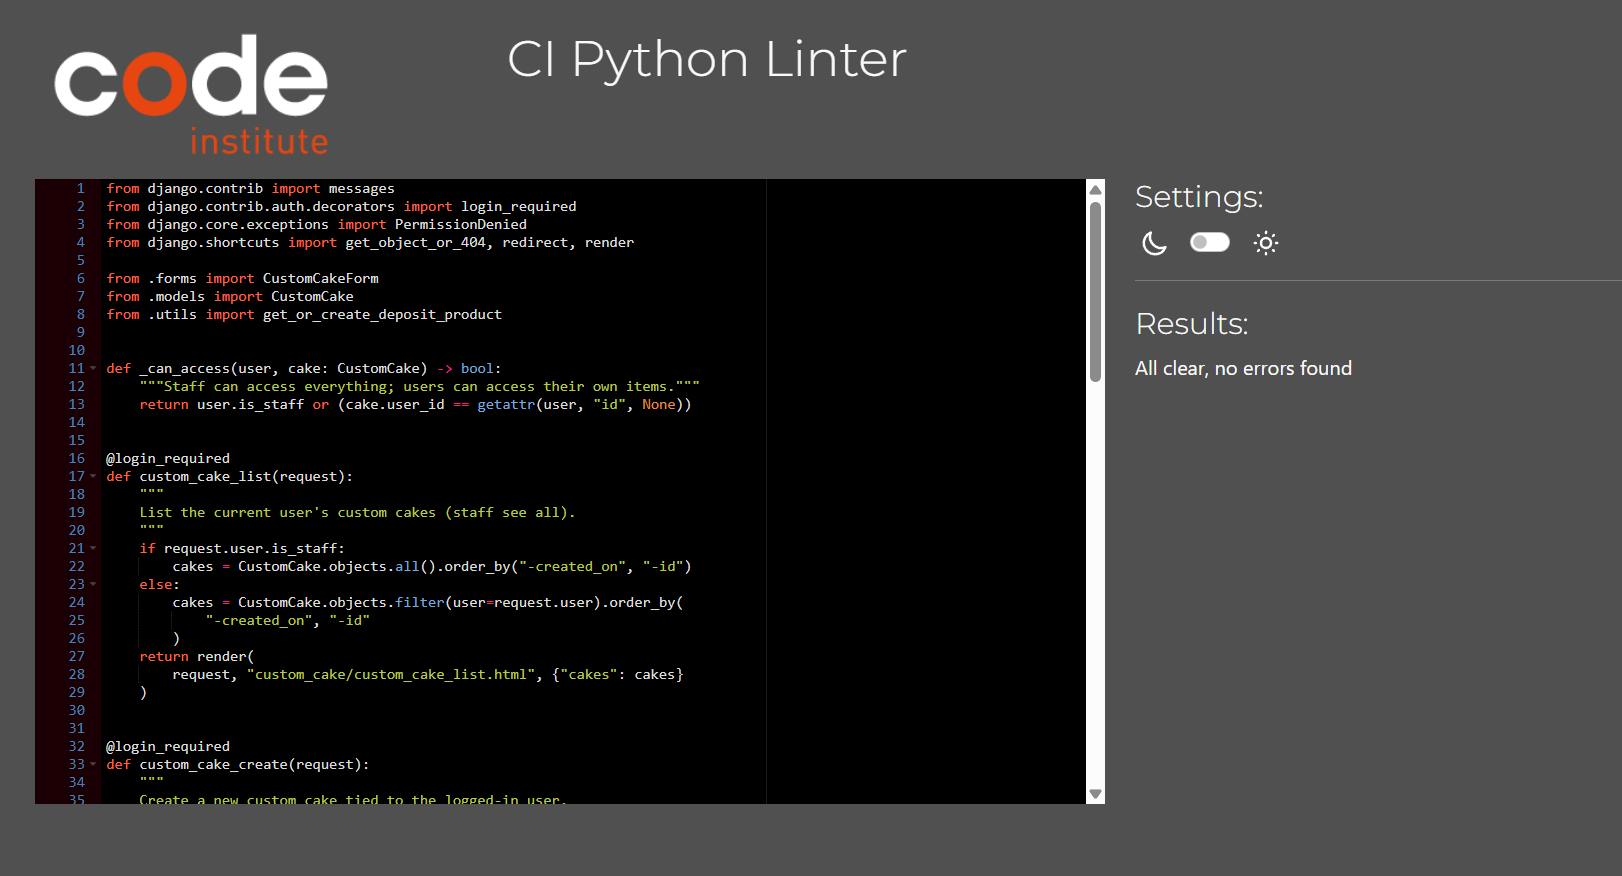 code
institute
CI Python Linter
1 from django.contrib import messages
2 from django.contrib.auth.decorators import login_required
3 from django.core.exceptions import PermissionDenied
4 from django.shortcuts import get_object_or_404, redirect, render
5
6 from .forms import CustomCakeForm
7 from .models import CustomCake
8 from .utils import get_or_create_deposit_product
9
10
11 def _can_access(user, cake: CustomCake) -> bool:
12     """Staff can access everything; users can access their own items."""
13     return user.is_staff or (cake.user_id == getattr(user, "id", None))
14
15
16 @login_required
17 def custom_cake_list(request):
18     """
19     List the current user's custom cakes (staff see all).
20     """
21     if request.user.is_staff:
22         cakes = CustomCake.objects.all().order_by("-created_on", "-id")
23     else:
24         cakes = CustomCake.objects.filter(user=request.user).order_by(
25             "-created_on", "-id"
26         )
27     return render(
28         request, "custom_cake/custom_cake_list.html", {"cakes": cakes}
29     )
30
31
32 @login_required
33 def custom_cake_create(request):
34     """
35     Create a new custom cake tied to the logged-in user.
Settings:
Results:
All clear, no errors found